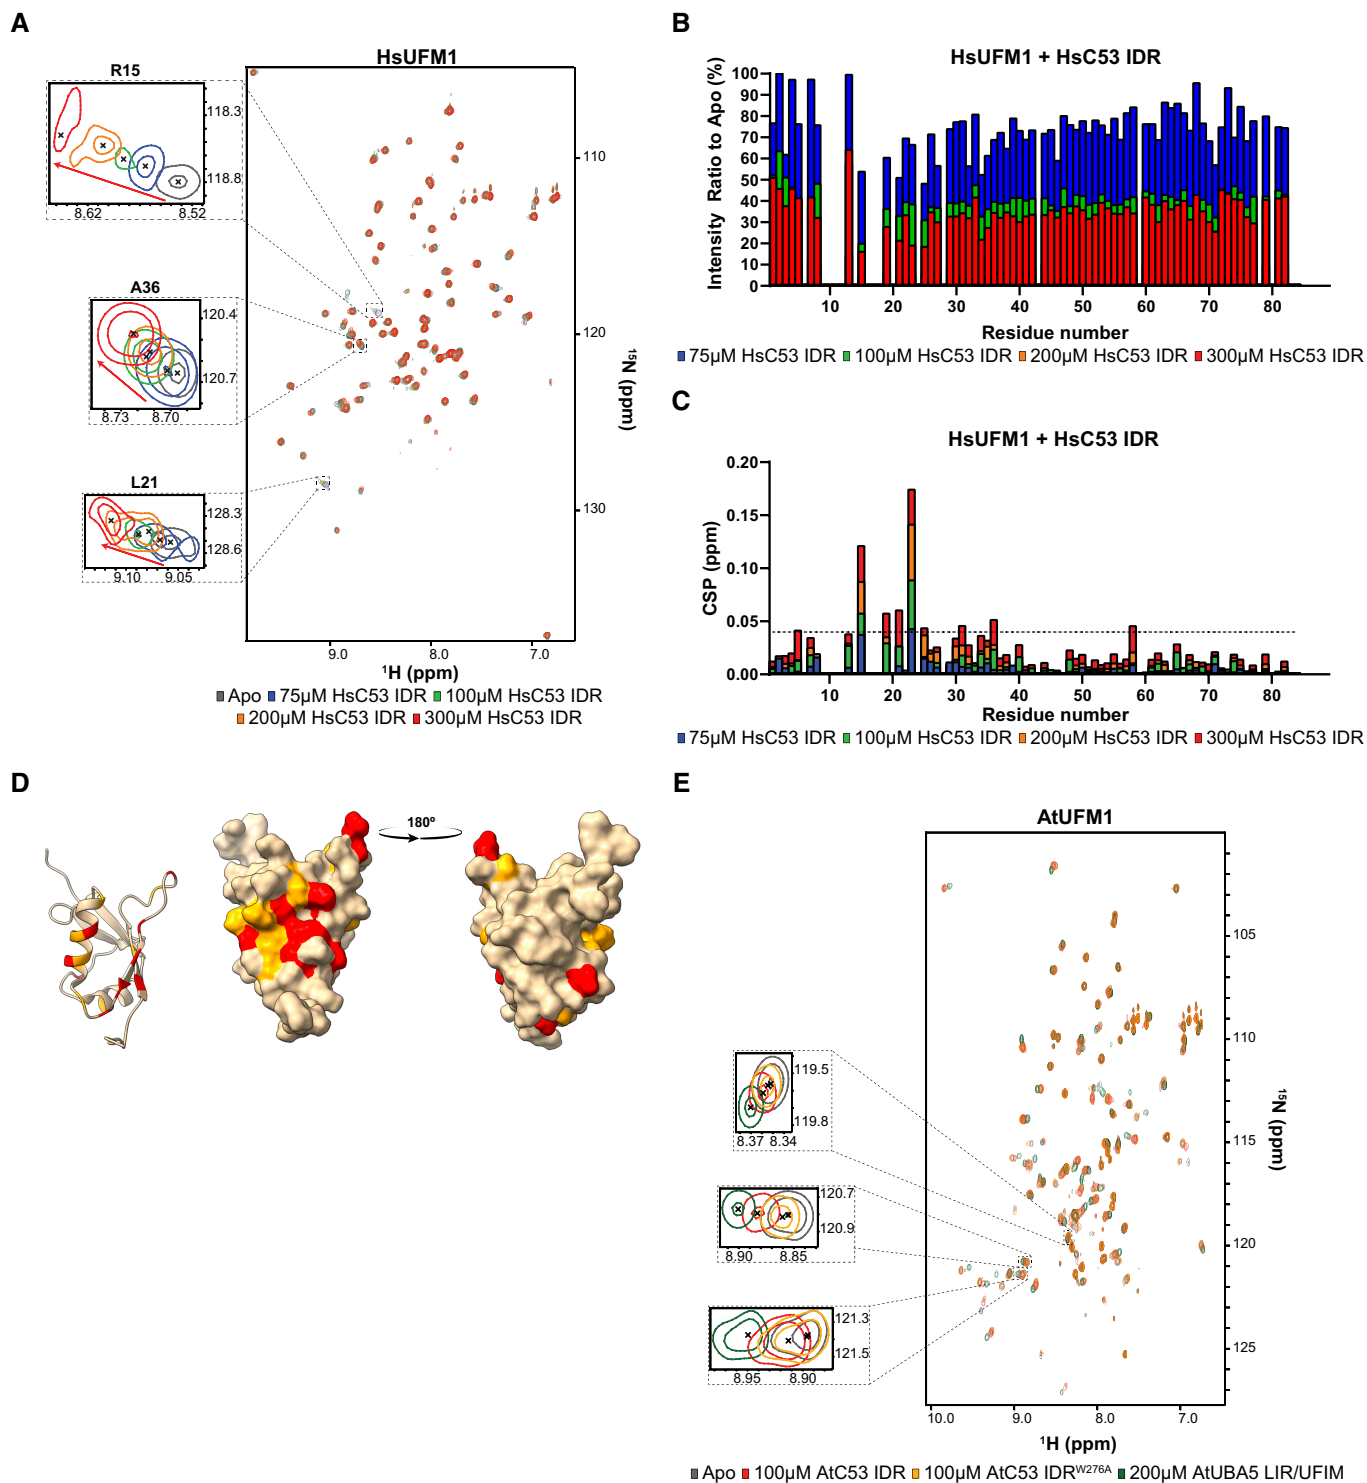 A
HsUFM1
R15
118.3
118.8
8.62
8.52
A36
120.4
120.7
8.73
8.70
L21
128.3
128.6
9.10
9.05
110
120
130
¹⁵N (ppm)
9.0
8.0
7.0
¹H (ppm)
Apo
75µM HsC53 IDR
100µM HsC53 IDR
200µM HsC53 IDR
300µM HsC53 IDR
B
HsUFM1 + HsC53 IDR
Intensity Ratio to Apo (%)
100
90
80
70
60
50
40
30
20
10
0
10
20
30
40
50
60
70
80
Residue number
75µM HsC53 IDR
100µM HsC53 IDR
200µM HsC53 IDR
300µM HsC53 IDR
C
HsUFM1 + HsC53 IDR
CSP (ppm)
0.20
0.15
0.10
0.05
0.00
10
20
30
40
50
60
70
80
Residue number
75µM HsC53 IDR
100µM HsC53 IDR
200µM HsC53 IDR
300µM HsC53 IDR
D
180º
E
AtUFM1
119.5
119.8
8.37
8.34
120.7
120.9
8.90
8.85
121.3
121.5
8.95
8.90
105
110
115
120
125
¹⁵N (ppm)
10.0
9.0
8.0
7.0
¹H (ppm)
Apo
100µM AtC53 IDR
100µM AtC53 IDRᵂ²⁷⁶ᴬ
200µM AtUBA5 LIR/UFIM